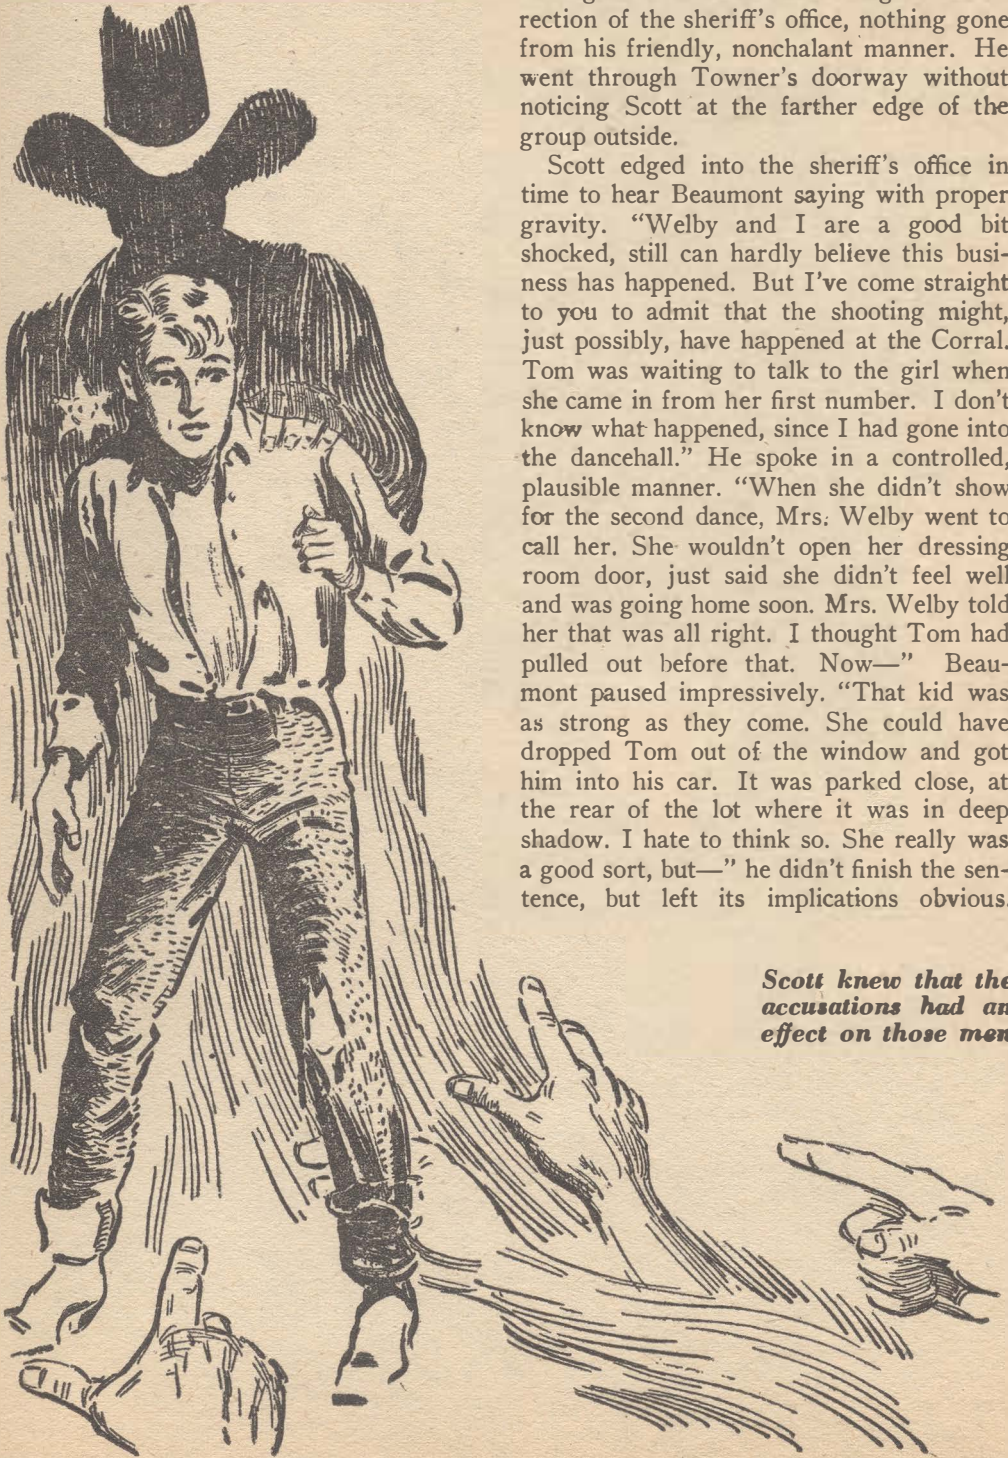 rection of the sheriff's office, nothing gone
from his friendly, nonchalant manner. He
went through Towner's doorway without
noticing Scott at the farther edge of the
group outside.
Scott edged into the sheriff's office in
time to hear Beaumont saying with proper
gravity. “Welby and I are a good bit
shocked, still can hardly believe this busi-
ness has happened. But I've come straight
to you to admit that the shooting might,
just possibly, have happened at the Corral.
Tom was waiting to talk to the girl when
she came in from her first number. I don't
know what happened, since I had gone into
the dancehall.” He spoke in a controlled,
plausible manner. “When she didn't show
for the second dance, Mrs. Welby went to
call her. She wouldn't open her dressing
room door, just said she didn't feel well
and was going home soon. Mrs. Welby told
her that was all right. I thought Tom had
pulled out before that. Now—” Beau-
mont paused impressively. “That kid was
as strong as they come. She could have
dropped Tom out of the window and got
him into his car. It was parked close, at
the rear of the lot where it was in deep
shadow. I hate to think so. She really was
a good sort, but—” he didn't finish the sen-
tence, but left its implications obvious.
Scott knew that the
accusations had an
effect on those men